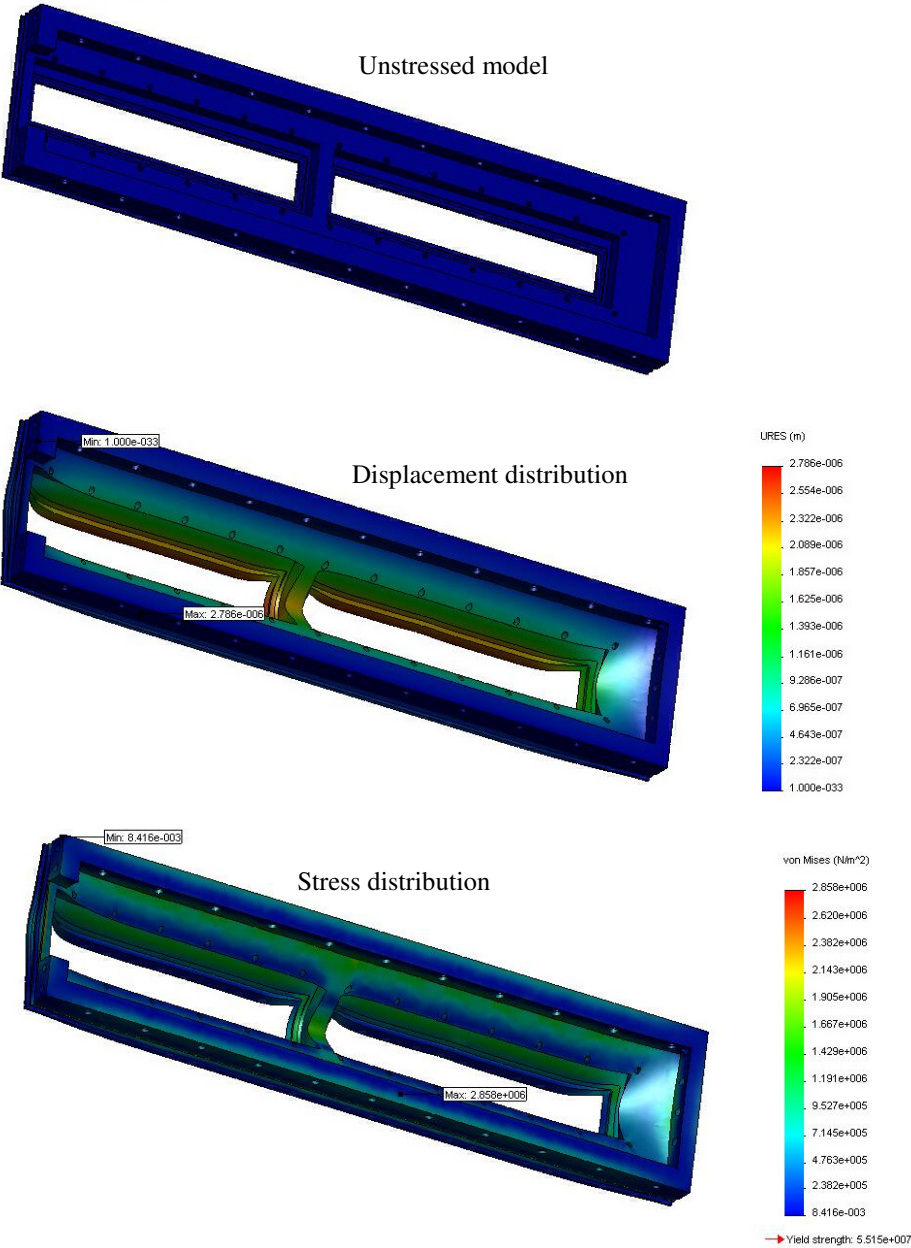 Unstressed model
Min: 1.000e-033
Displacement distribution
Max: 2.786e-006
URES (m)
2.786e-006
2.554e-006
2.322e-006
2.089e-006
1.857e-006
1.625e-006
1.393e-006
1.161e-006
9.286e-007
6.965e-007
4.643e-007
2.322e-007
1.000e-033
Min: 8.416e-003
Stress distribution
Max: 2.858e+006
von Mises (N/m^2)
2.858e+006
2.620e+006
2.382e+006
2.143e+006
1.905e+006
1.667e+006
1.429e+006
1.191e+006
9.527e+005
7.145e+005
4.763e+005
2.382e+005
8.416e-003
Yield strength: 5.515e+007